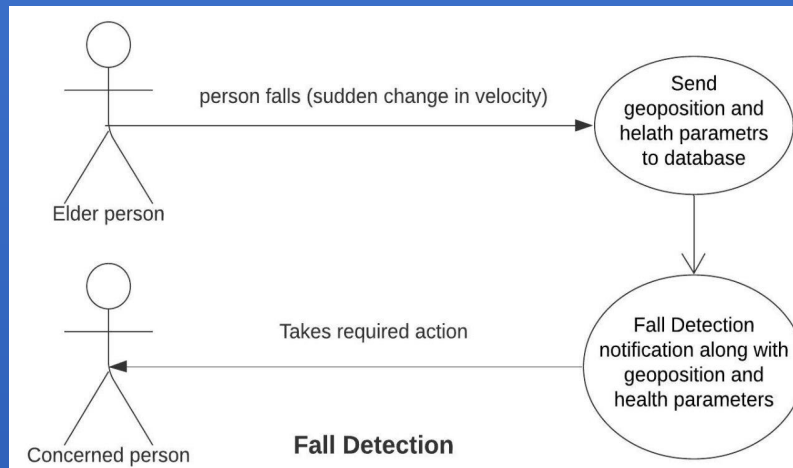 person falls (sudden change in velocity)
Send
geoposition and
helath parametrs
to database
Elder person
Takes required action
Fall Detection
notification along with
geoposition and
health parameters
Concerned person
Fall Detection